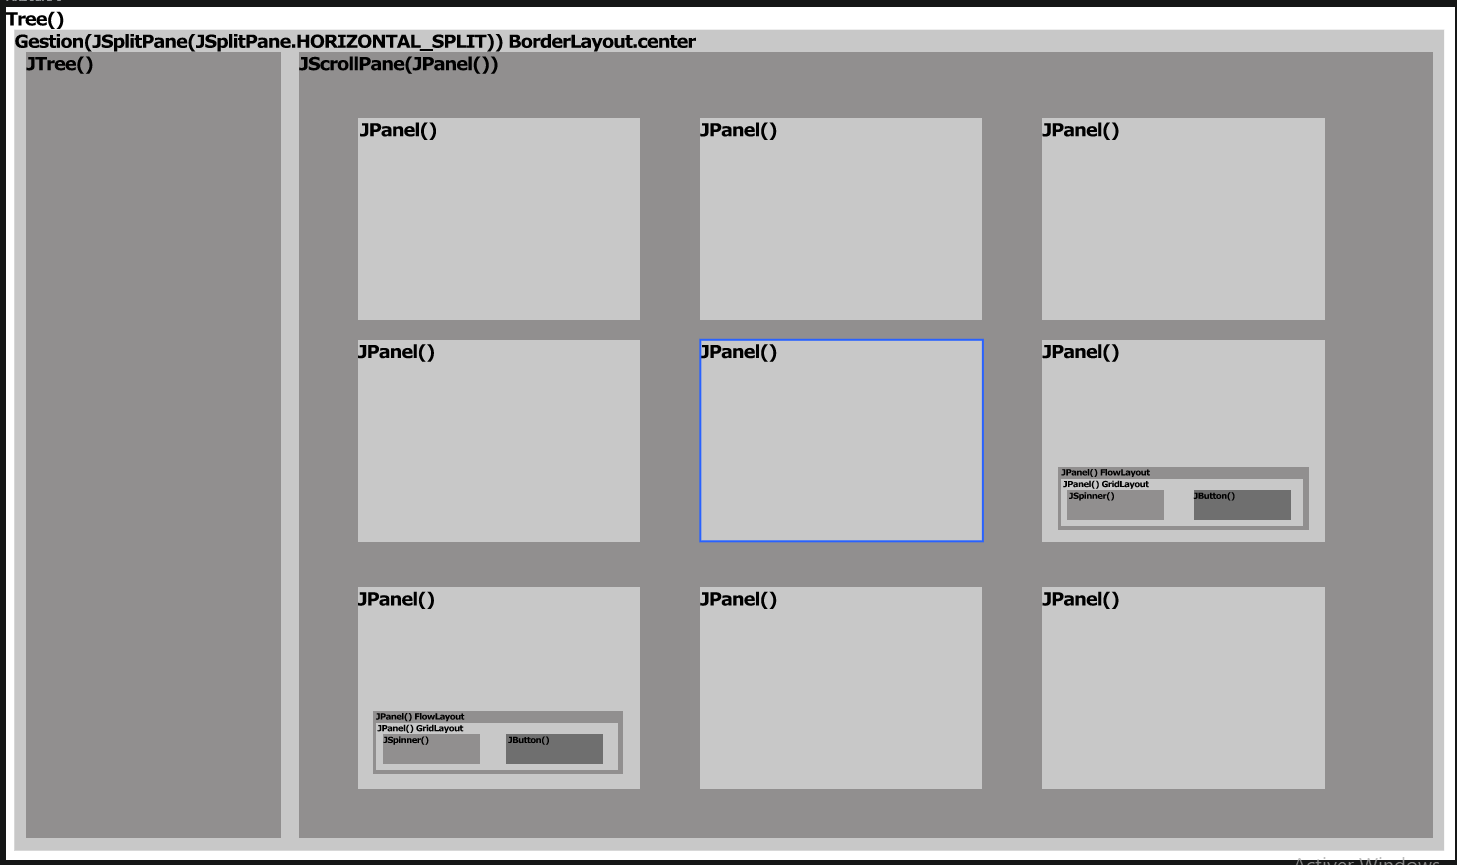 Tree()
Gestion(JSplitPane(JSplitPane.HORIZONTAL_SPLIT)) BorderLayout.center
JTree()
JScrollPane(JPanel())
JPanel()
JPanel()
JPanel()
JPanel()
JPanel()
JPanel()
JPanel() FlowLayout
JPanel() GridLayout
JSpinner()
JButton()
JPanel()
JPanel() FlowLayout
JPanel() GridLayout
JSpinner()
JButton()
JPanel()
JPanel()
Activer Windows